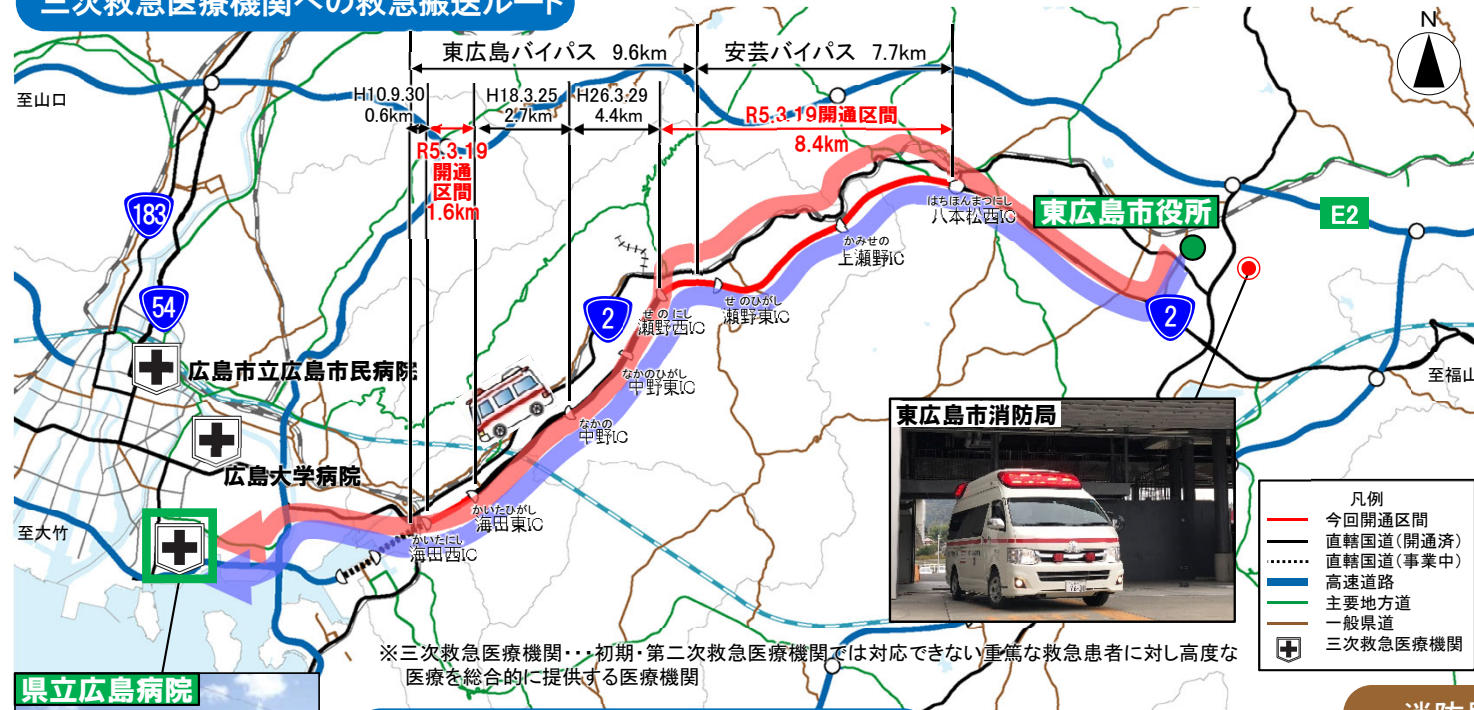 三次救急医療機関への救急搬送ルート
N
東広島バイパス 9.6km
安芸バイパス 7.7km
至山口
H10.9.30
0.6km
H18.3.25
2.7km
H26.3.29
4.4km
R5.3.19開通区間
8.4km
R5.3.19
開通
区間
1.6km
183
はちほんまつにし
八本松西IC
東広島市役所
E2
かみせの
上瀬野IC
54
2
せのにし
瀬野西IC
せのひがし
瀬野東IC
2
広島市立広島市民病院
なかのひがし
中野東IC
至福山
なかの
中野IC
東広島市消防局
広島大学病院
かいたひがし
海田東IC
至大竹
かいたにし
海田西IC
凡例
今回開通区間
直轄国道(開通済)
直轄国道(事業中)
高速道路
主要地方道
一般県道
三次救急医療機関
※三次救急医療機関・・・初期・第二次救急医療機関では対応できない重篤な救急患者に対し高度な
医療を総合的に提供する医療機関
県立広島病院